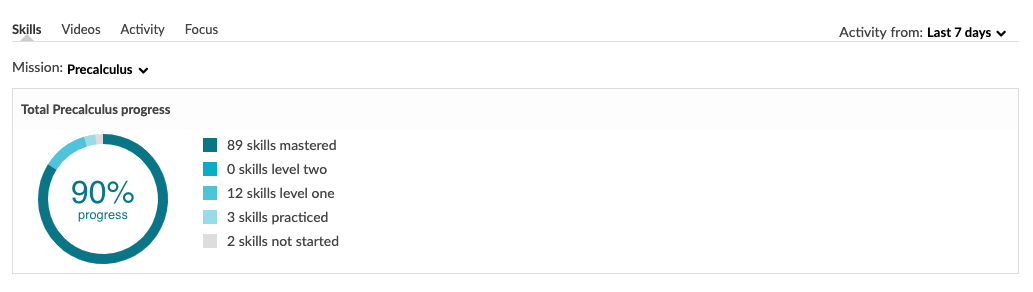 Skills Videos Activity Focus Activity from: Last 7 days
Mission: Precalculus
Total Precalculus progress
90%
progress
89 skills mastered
0 skills level two
12 skills level one
3 skills practiced
2 skills not started